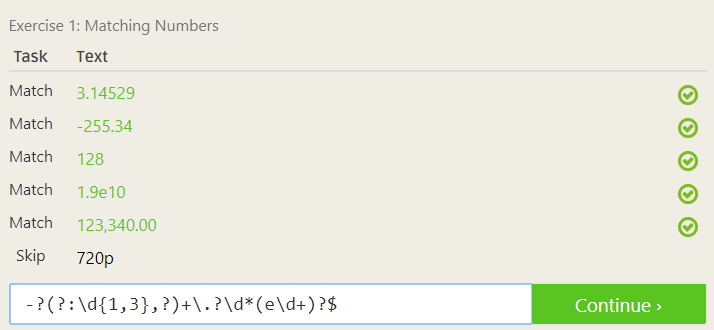 Exercise 1: Matching Numbers
Task Text
Match 3.14529
Match -255.34
Match 128
Match 1.9e10
Match 123,340.00
Skip 720p
-?(?:\d{1,3},?)+\.?\d*(e\d+)?$ Continue ›